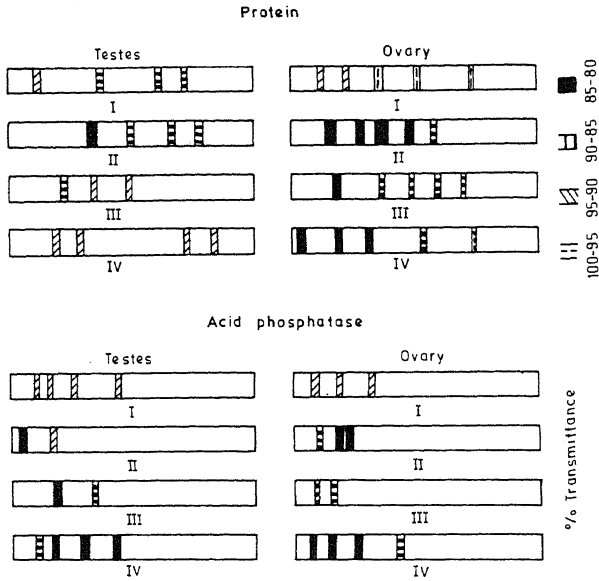 Protein
Testes Ovary
I I
II II
III III
IV IV
85-80
90-85
95-90
100-95
Acid phosphatase
Testes Ovary
I I
II II
III III
IV IV
% Transmittance